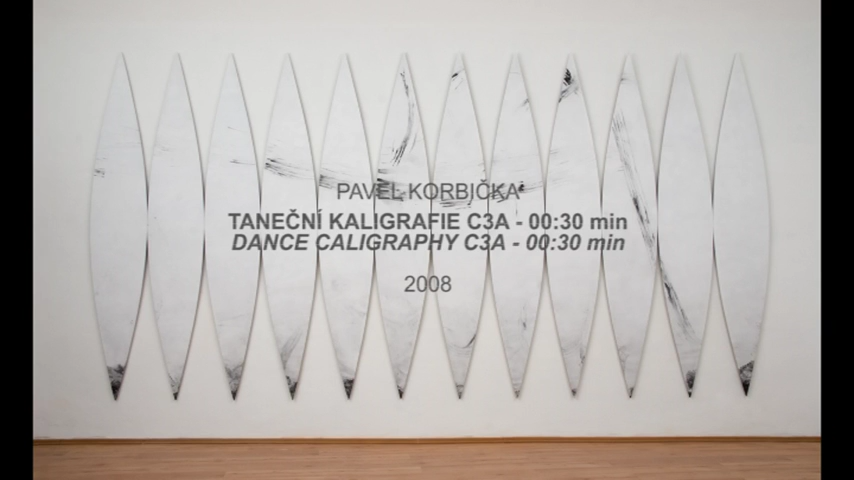 PAVEL KORBIČKA
TANEČNÍ KALIGRAFIE C3A - 00:30 min
DANCE CALIGRAPHY C3A - 00:30 min
2008